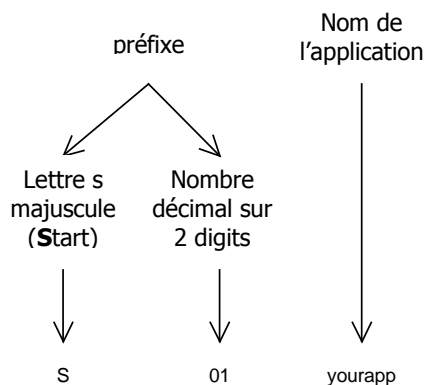 préfixe
Nom de
l'application
Lettre s
majuscule
(Start)
Nombre
décimal sur
2 digits
S
01
yourapp